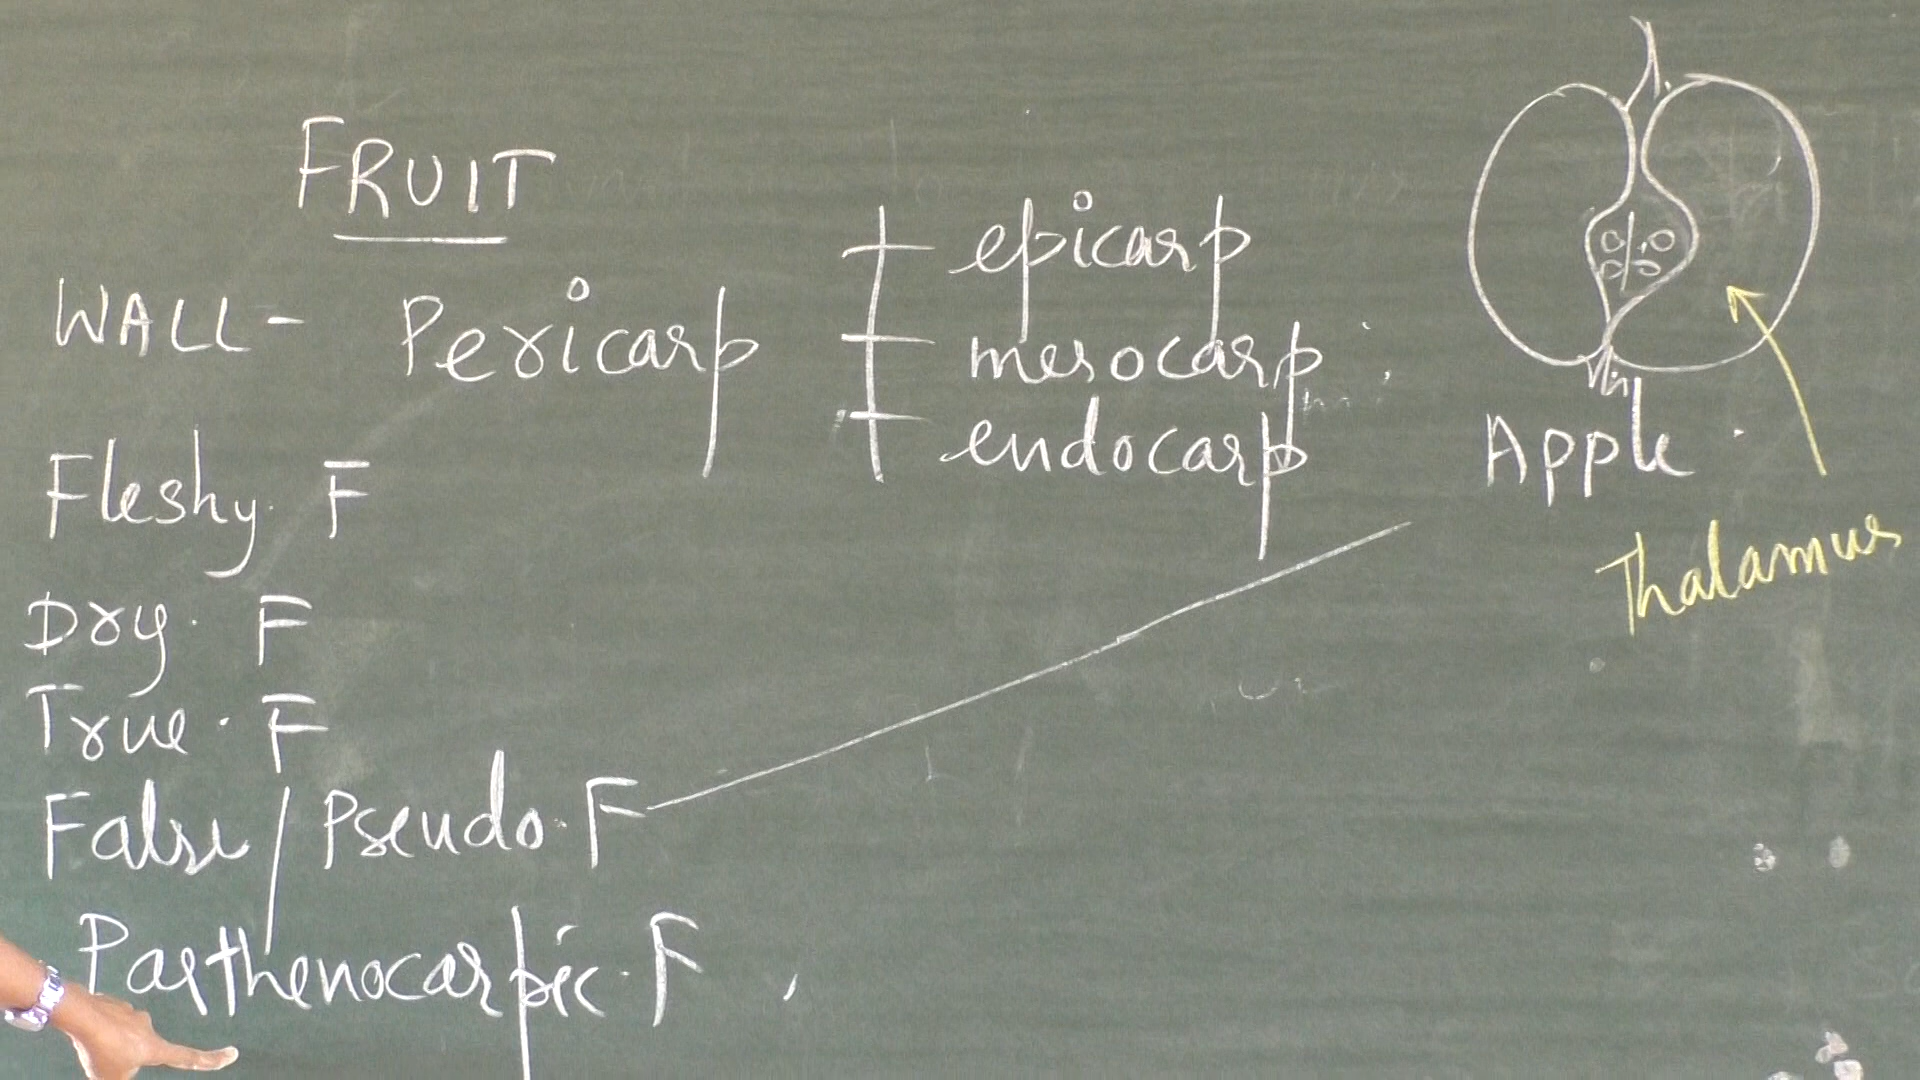 FRUIT
WALL - Pericarp
epicarp
mesocarp
endocarp
Fleshy. F
Dry. F
True. F
False / Pseudo. F
Parthenocarpic. F
Apple
Thalamus